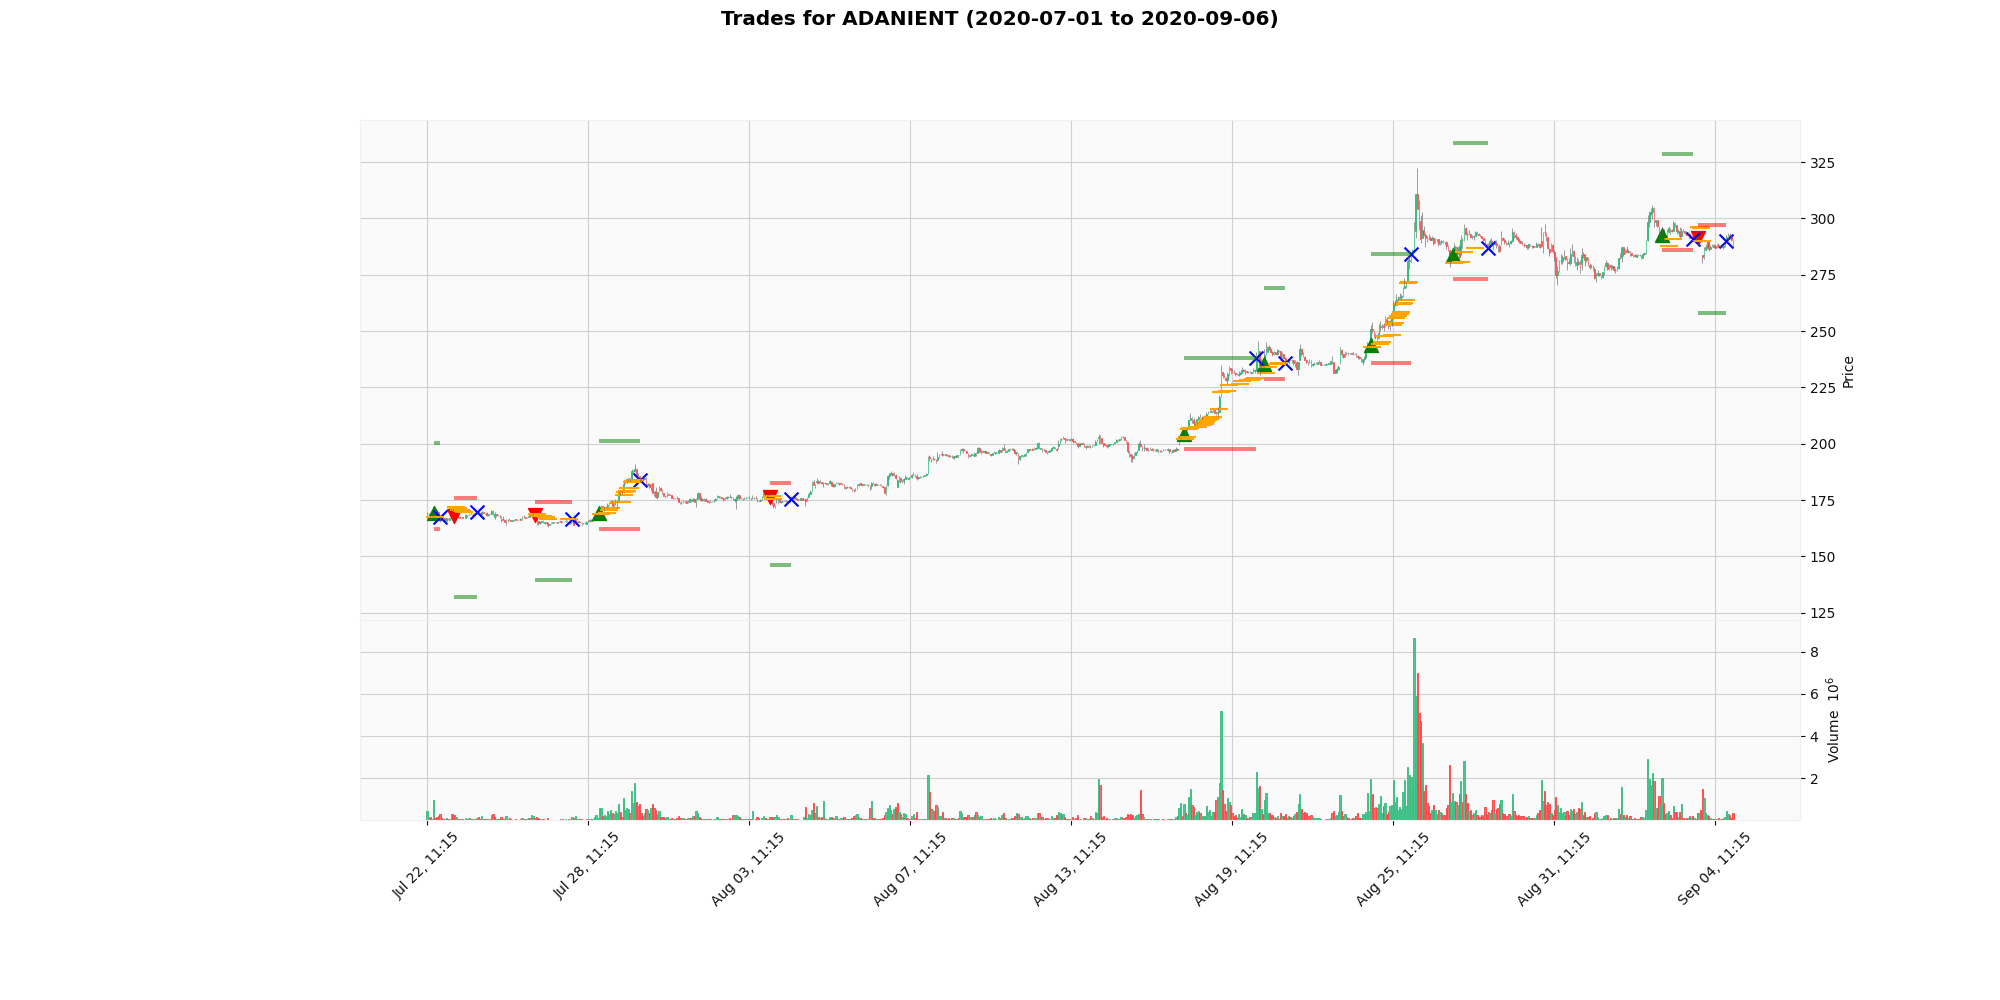 Trades for ADANIENT (2020-07-01 to 2020-09-06)
325
300
275
250
225
200
175
150
125
Price
8
6
4
2
Volume 10^6
Jul 22, 11:15
Jul 28, 11:15
Aug 03, 11:15
Aug 07, 11:15
Aug 13, 11:15
Aug 19, 11:15
Aug 25, 11:15
Aug 31, 11:15
Sep 04, 11:15